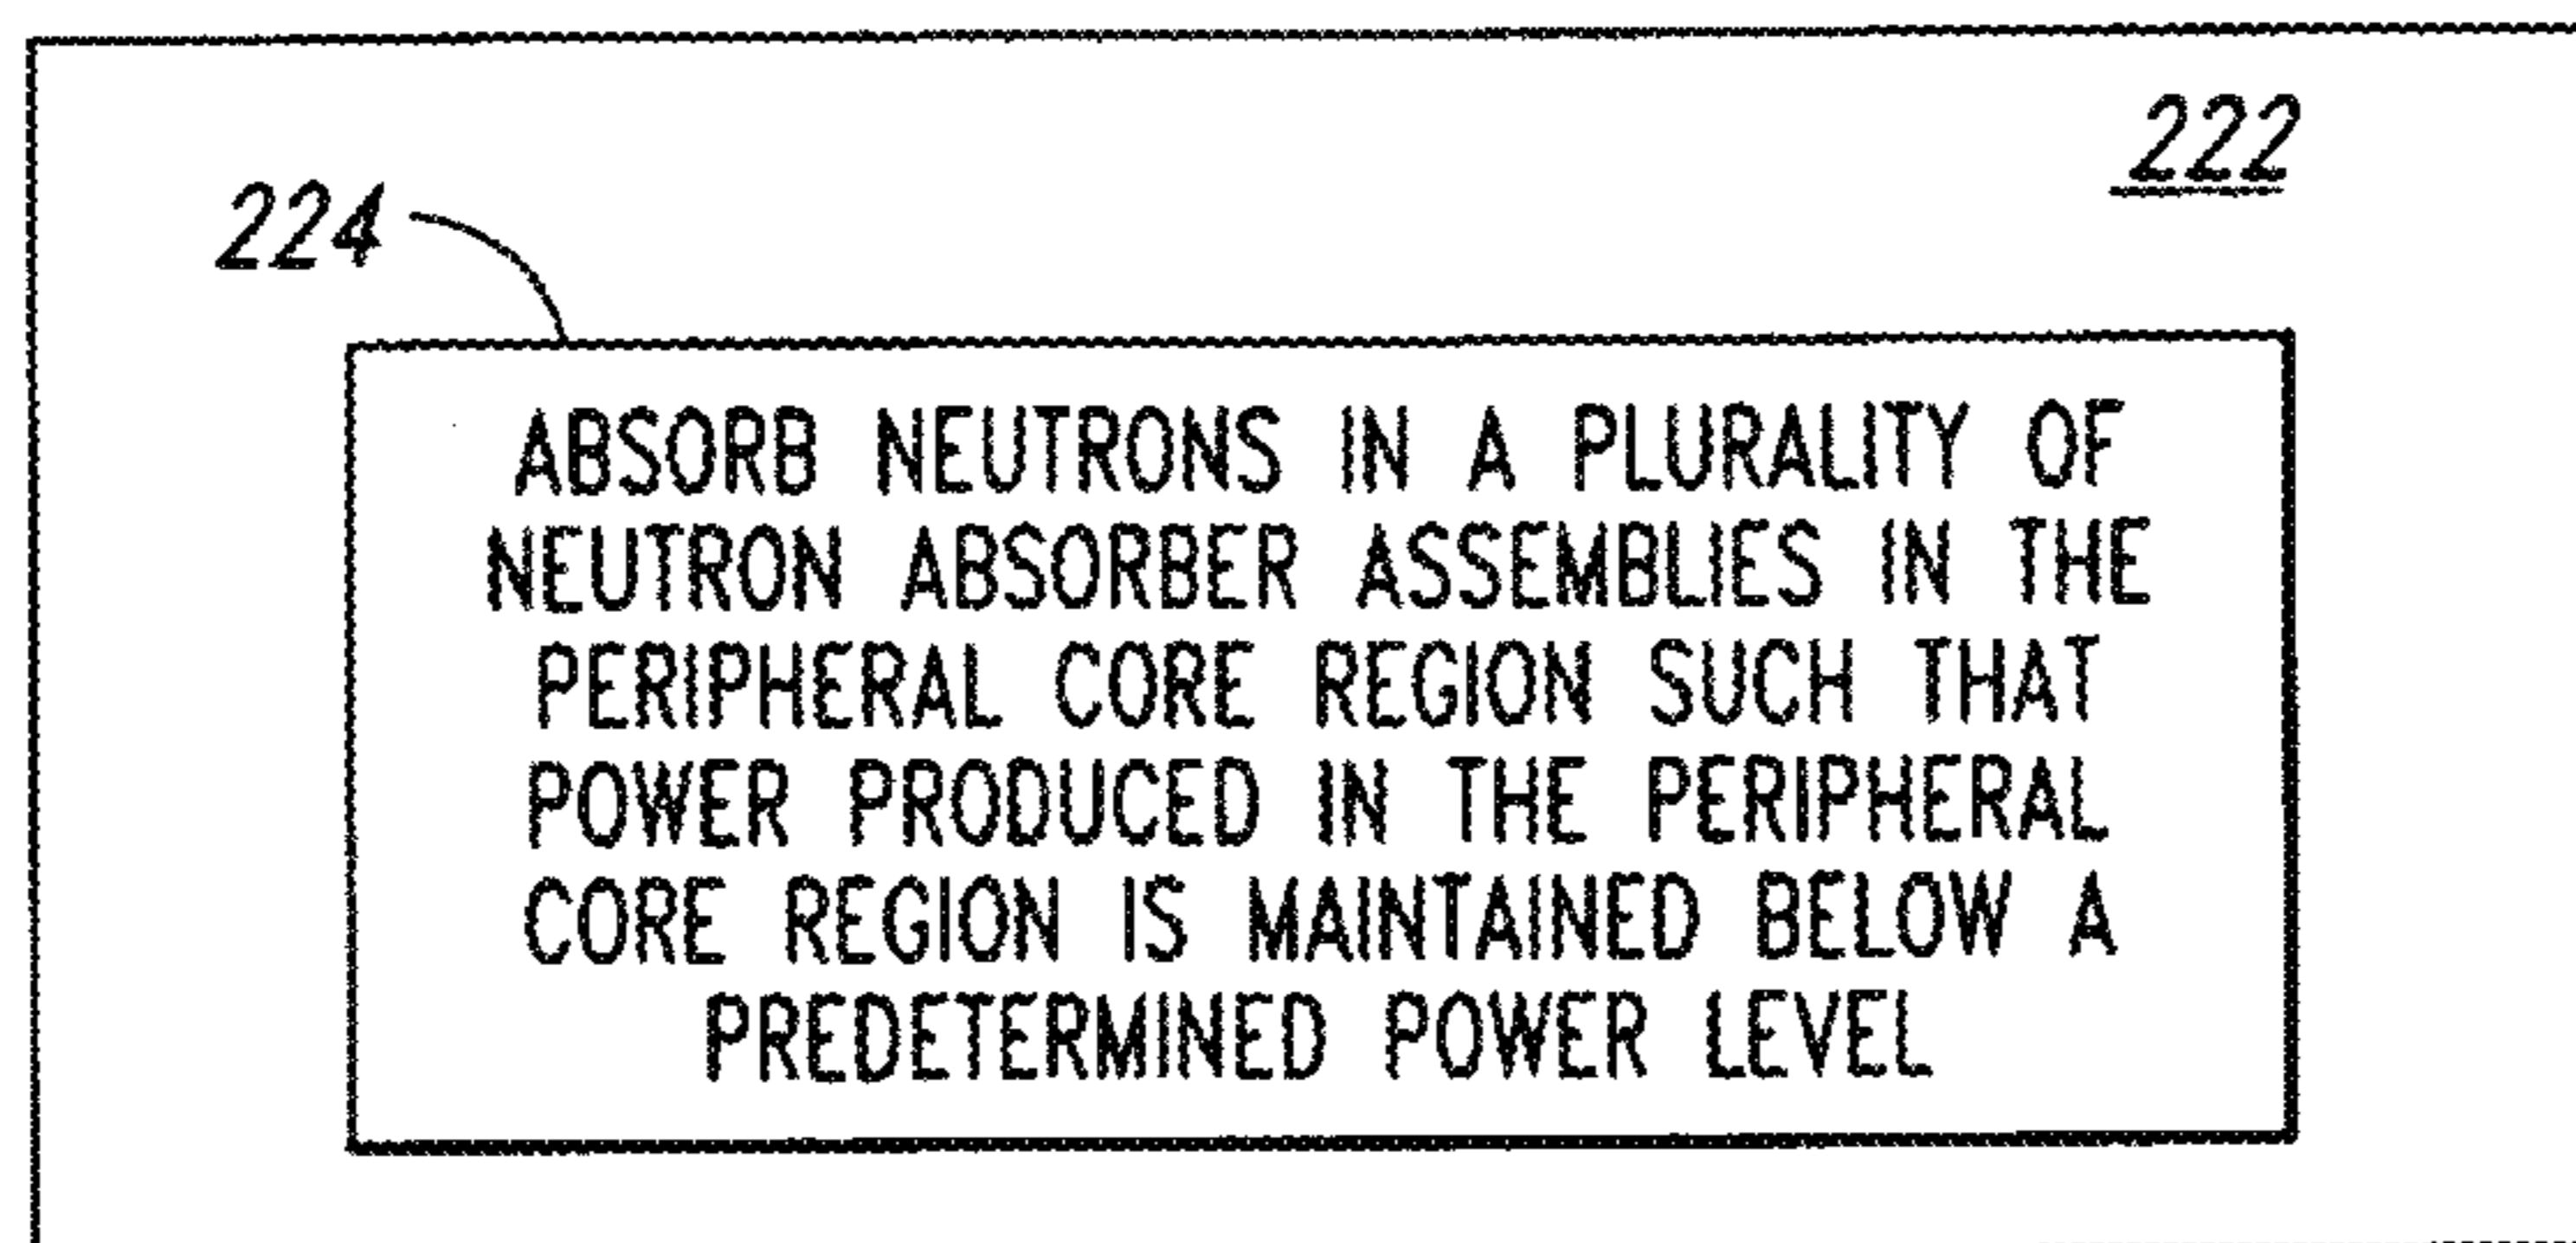 222
224
ABSORB NEUTRONS IN A PLURALITY OF
NEUTRON ABSORBER ASSEMBLIES IN THE
PERIPHERAL CORE REGION SUCH THAT
POWER PRODUCED IN THE PERIPHERAL
CORE REGION IS MAINTAINED BELOW A
PREDETERMINED POWER LEVEL